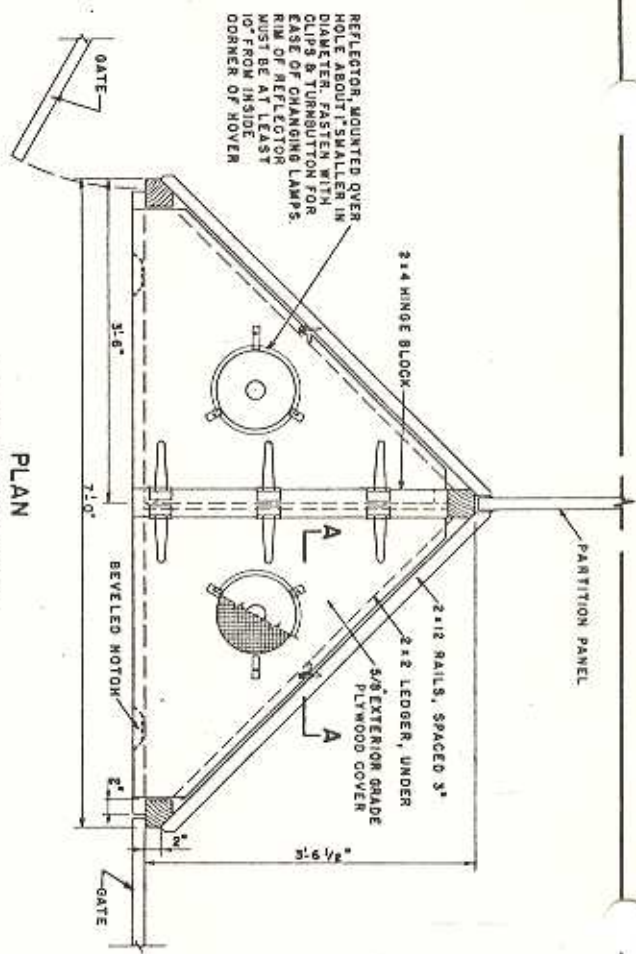 PARTITION PANEL
2x12 RAILS, SPACED 3"
2x2 LEDGER, UNDER
5/8" EXTERIOR GRADE
PLYWOOD COVER
2x4 HINGE BLOCK
REFLECTOR, MOUNTED OVER
HOLE ABOUT 1" SMALLER IN
DIAMETER. FASTEN WITH
CLIPS & TURNBUTTON FOR
EASE OF CHANGING LAMPS.
RIM OF REFLECTOR
MUST BE AT LEAST
10" FROM INSIDE
CORNER OF HOVER
A
A
3'-6 1/2"
2"
2"
GATE
GATE
3'-6"
7'-0"
BEVELED NOTCH
PLAN